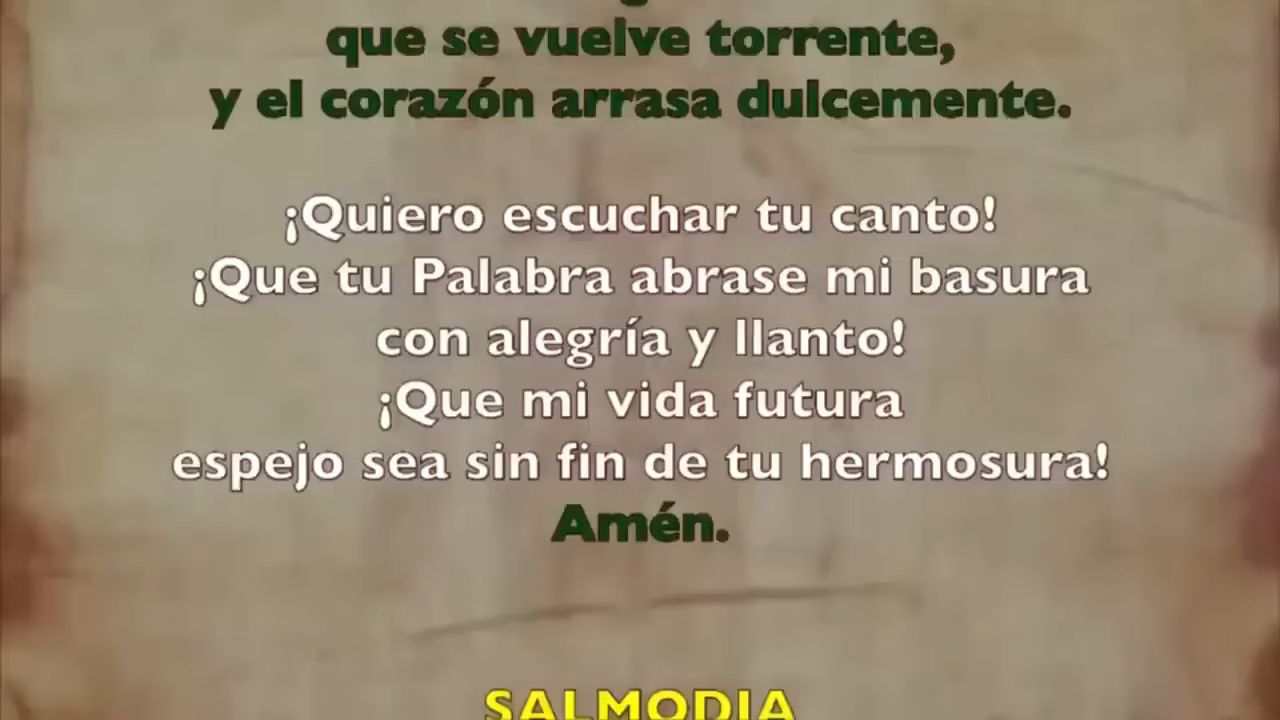 que se vuelve torrente,
y el corazón arrasa dulcemente.
¡Quiero escuchar tu canto!
¡Que tu Palabra abrase mi basura
con alegría y llanto!
¡Que mi vida futura
espejo sea sin fin de tu hermosura!
Amén.
SALMODIA